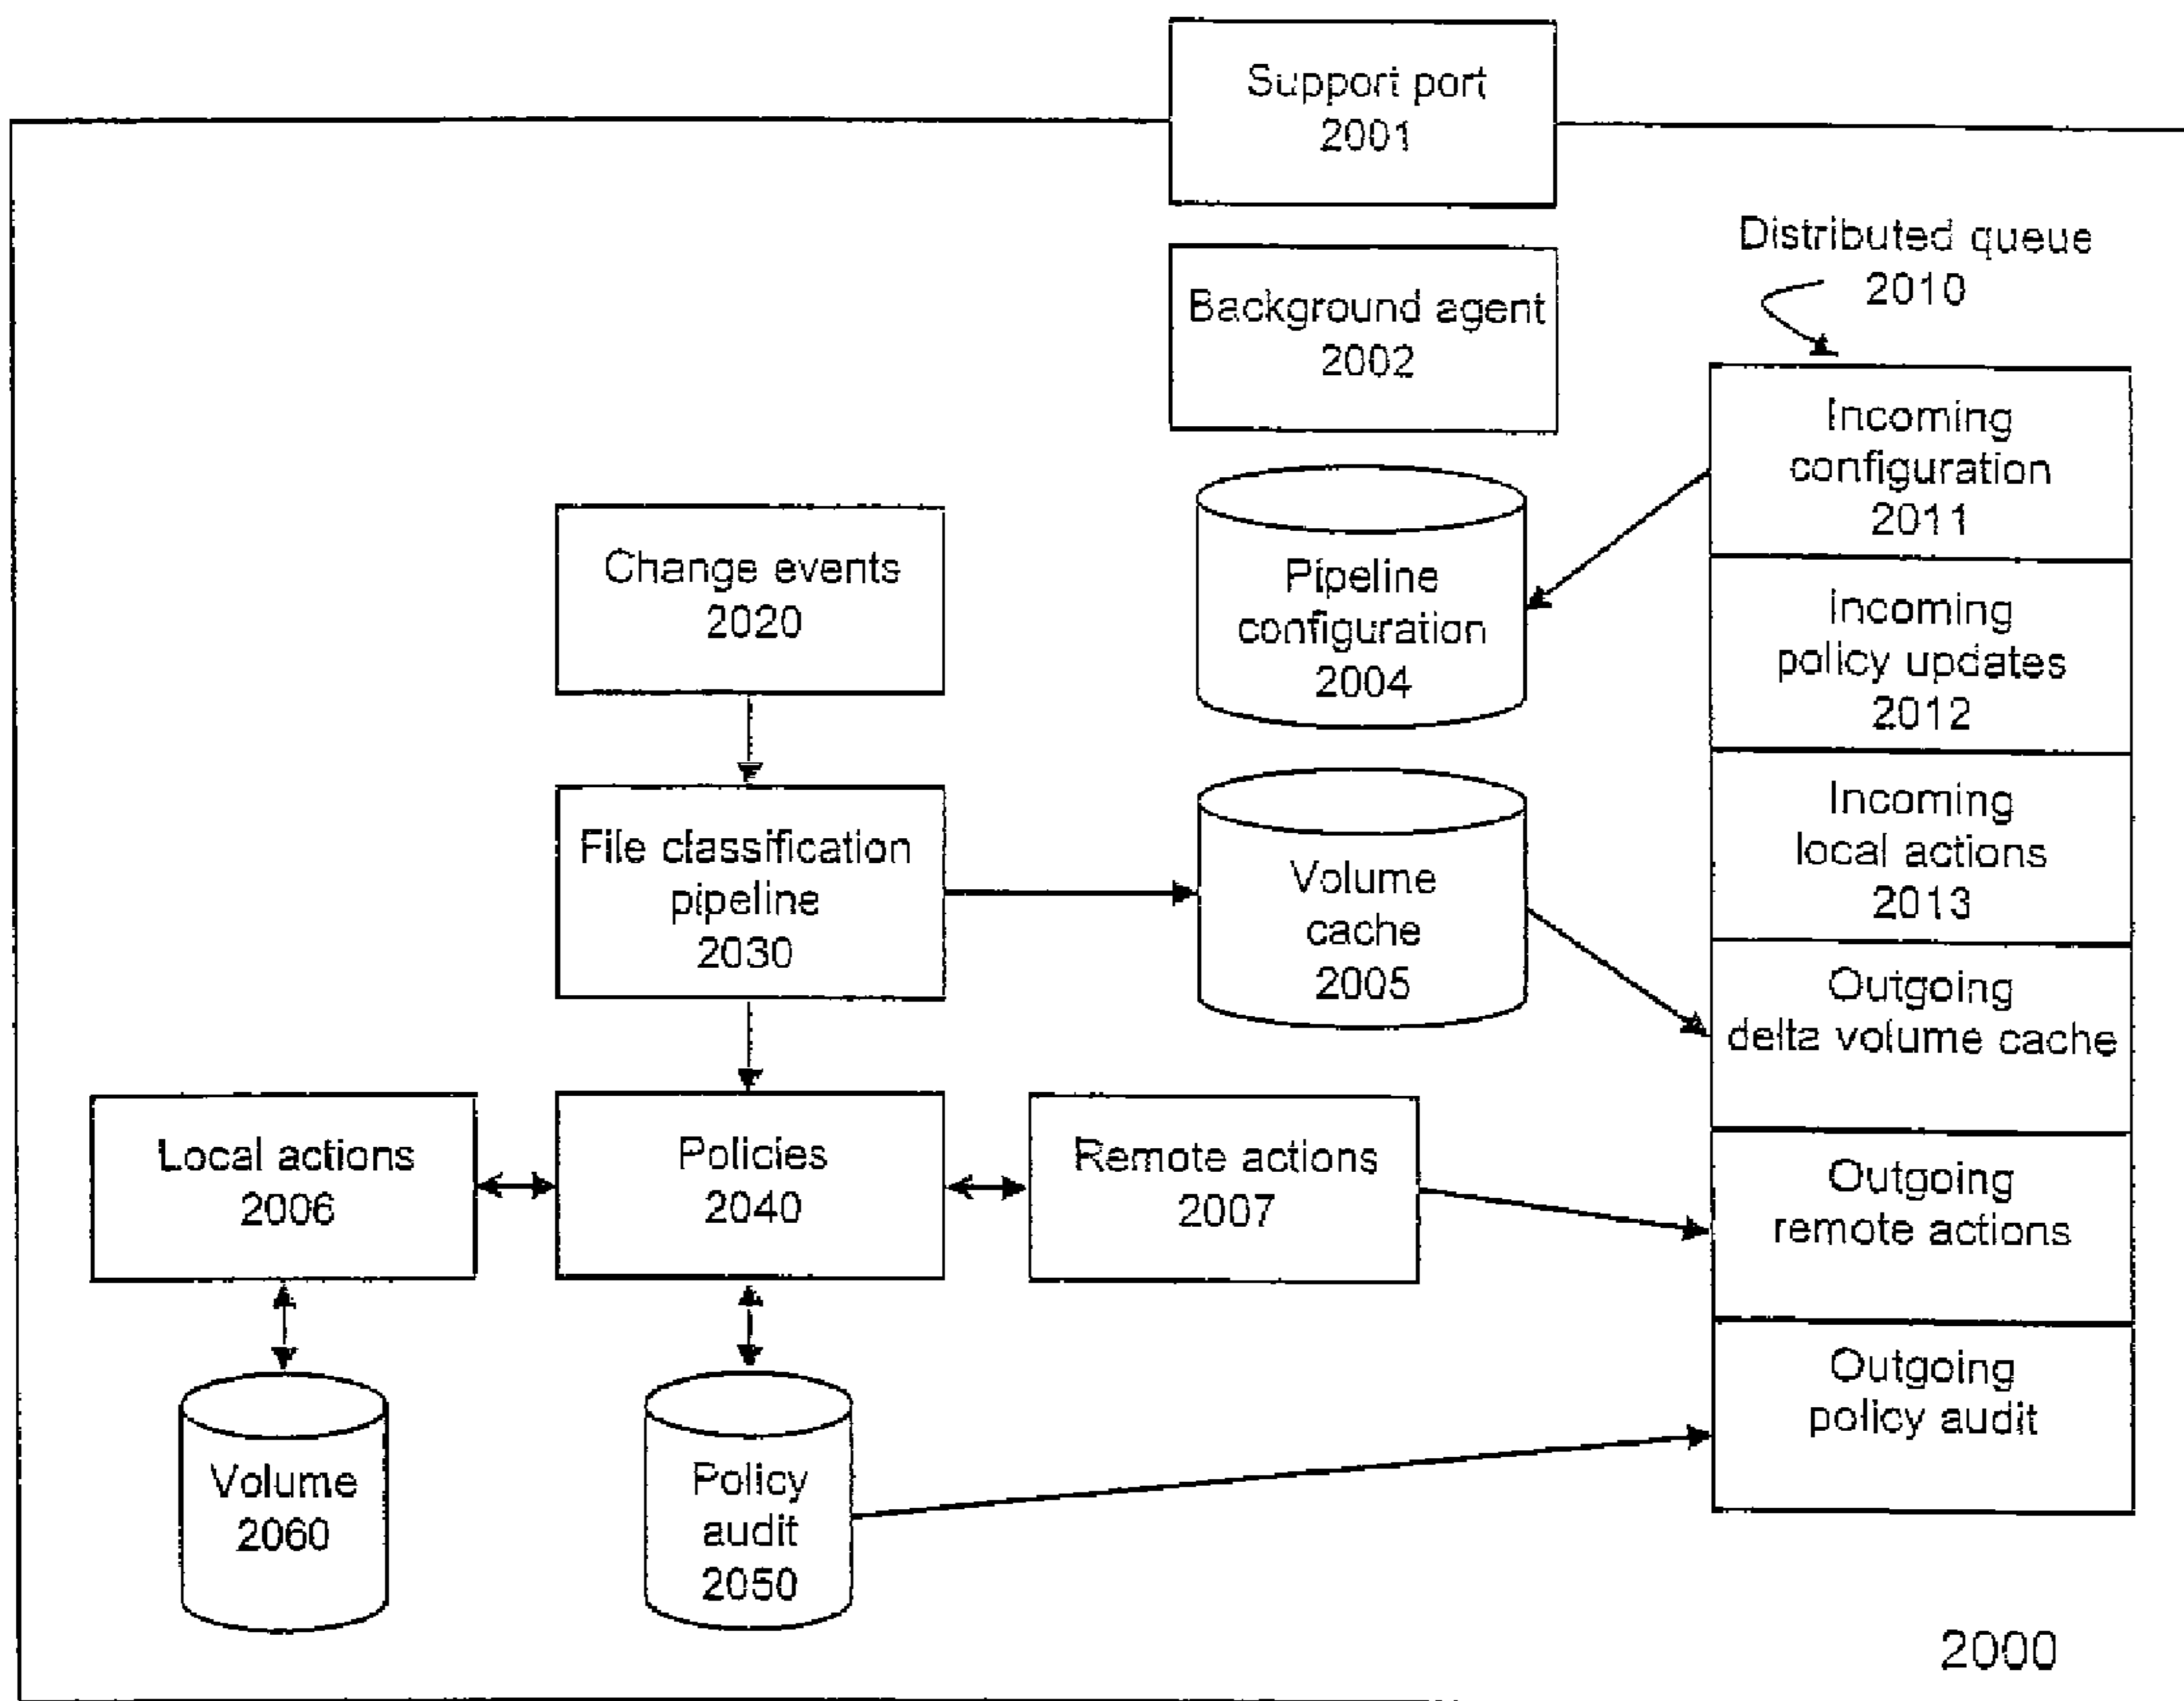 Support port
2001
Distributed queue
2010
Background agent
2002
Incoming
configuration
2011
Pipeline
configuration
2004
Change events
2020
Incoming
policy updates
2012
Incoming
local actions
2013
File classification
pipeline
2030
Volume
cache
2005
Outgoing
delta volume cache
Local actions
2006
Policies
2040
Remote actions
2007
Outgoing
remote actions
Outgoing
policy audit
Volume
2060
Policy
audit
2050
2000